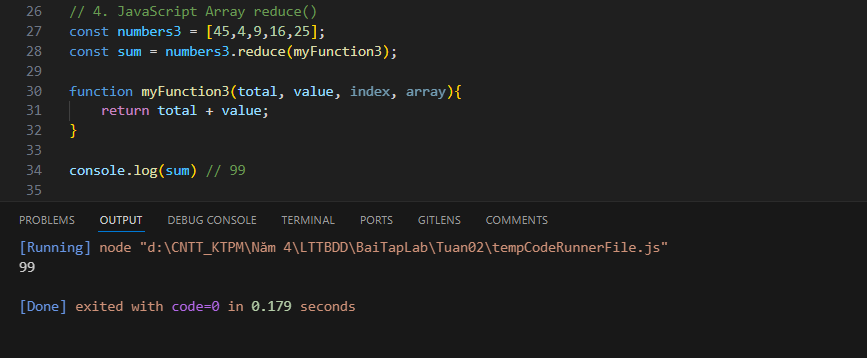 26 // 4. JavaScript Array reduce()
27 const numbers3 = [45,4,9,16,25];
28 const sum = numbers3.reduce(myFunction3);
29
30 function myFunction3(total, value, index, array){
31     return total + value;
32 }
33
34 console.log(sum) // 99
35
PROBLEMS OUTPUT DEBUG CONSOLE TERMINAL PORTS GITLENS COMMENTS
[Running] node "d:\CNTT_KTPM\Năm 4\LTTBDD\BaiTapLab\Tuan02\tempCodeRunnerFile.js"
99
[Done] exited with code=0 in 0.179 seconds